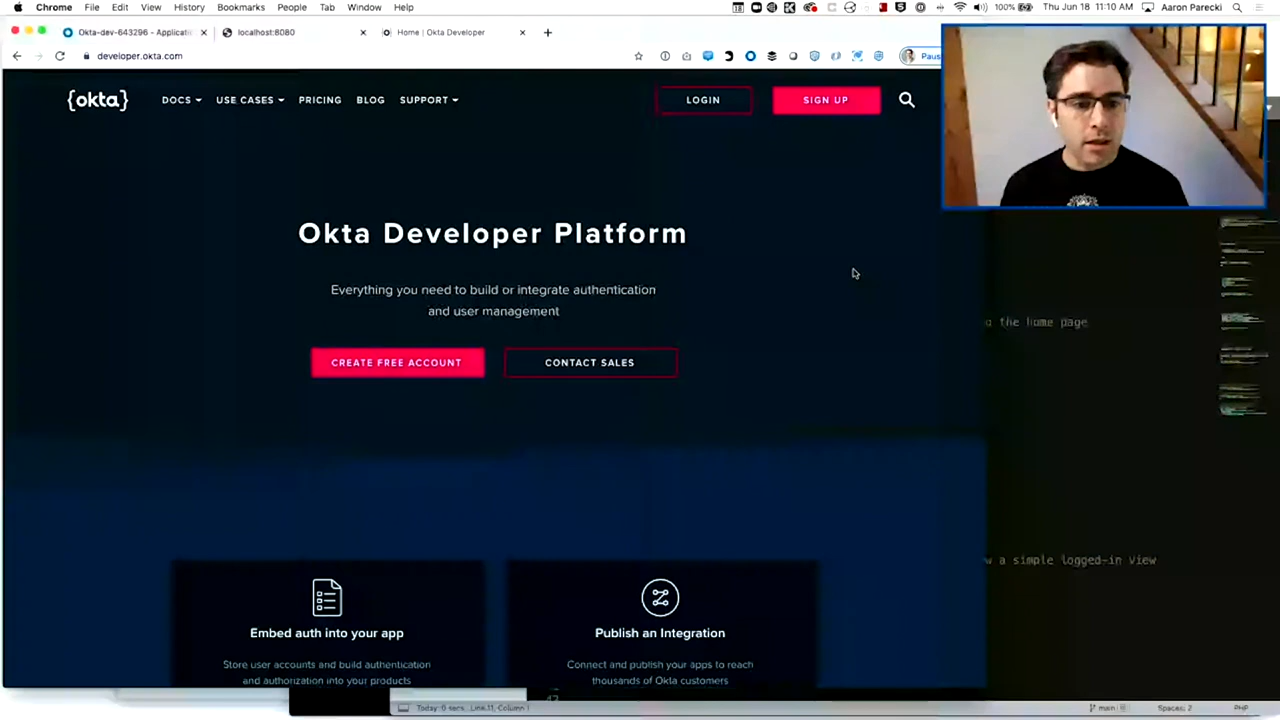 Chrome File Edit View History Bookmarks People Tab Window Help
18 100% Thu Jun 18 11:10 AM Aaron Parecki
Okta-dev-643296 - Applicati
localhost:8080
Home | Okta Developer
developer.okta.com
Paus
{okta}
DOCS USE CASES PRICING BLOG SUPPORT
LOGIN
SIGN UP
Okta Developer Platform
Everything you need to build or integrate authentication
and user management
CREATE FREE ACCOUNT
CONTACT SALES
the home page
a simple logged-in view
Embed auth into your app
Store user accounts and build authentication
and authorization into your products
Publish an Integration
Connect and publish your apps to reach
thousands of Okta customers
main
Spaces: 2
PHP